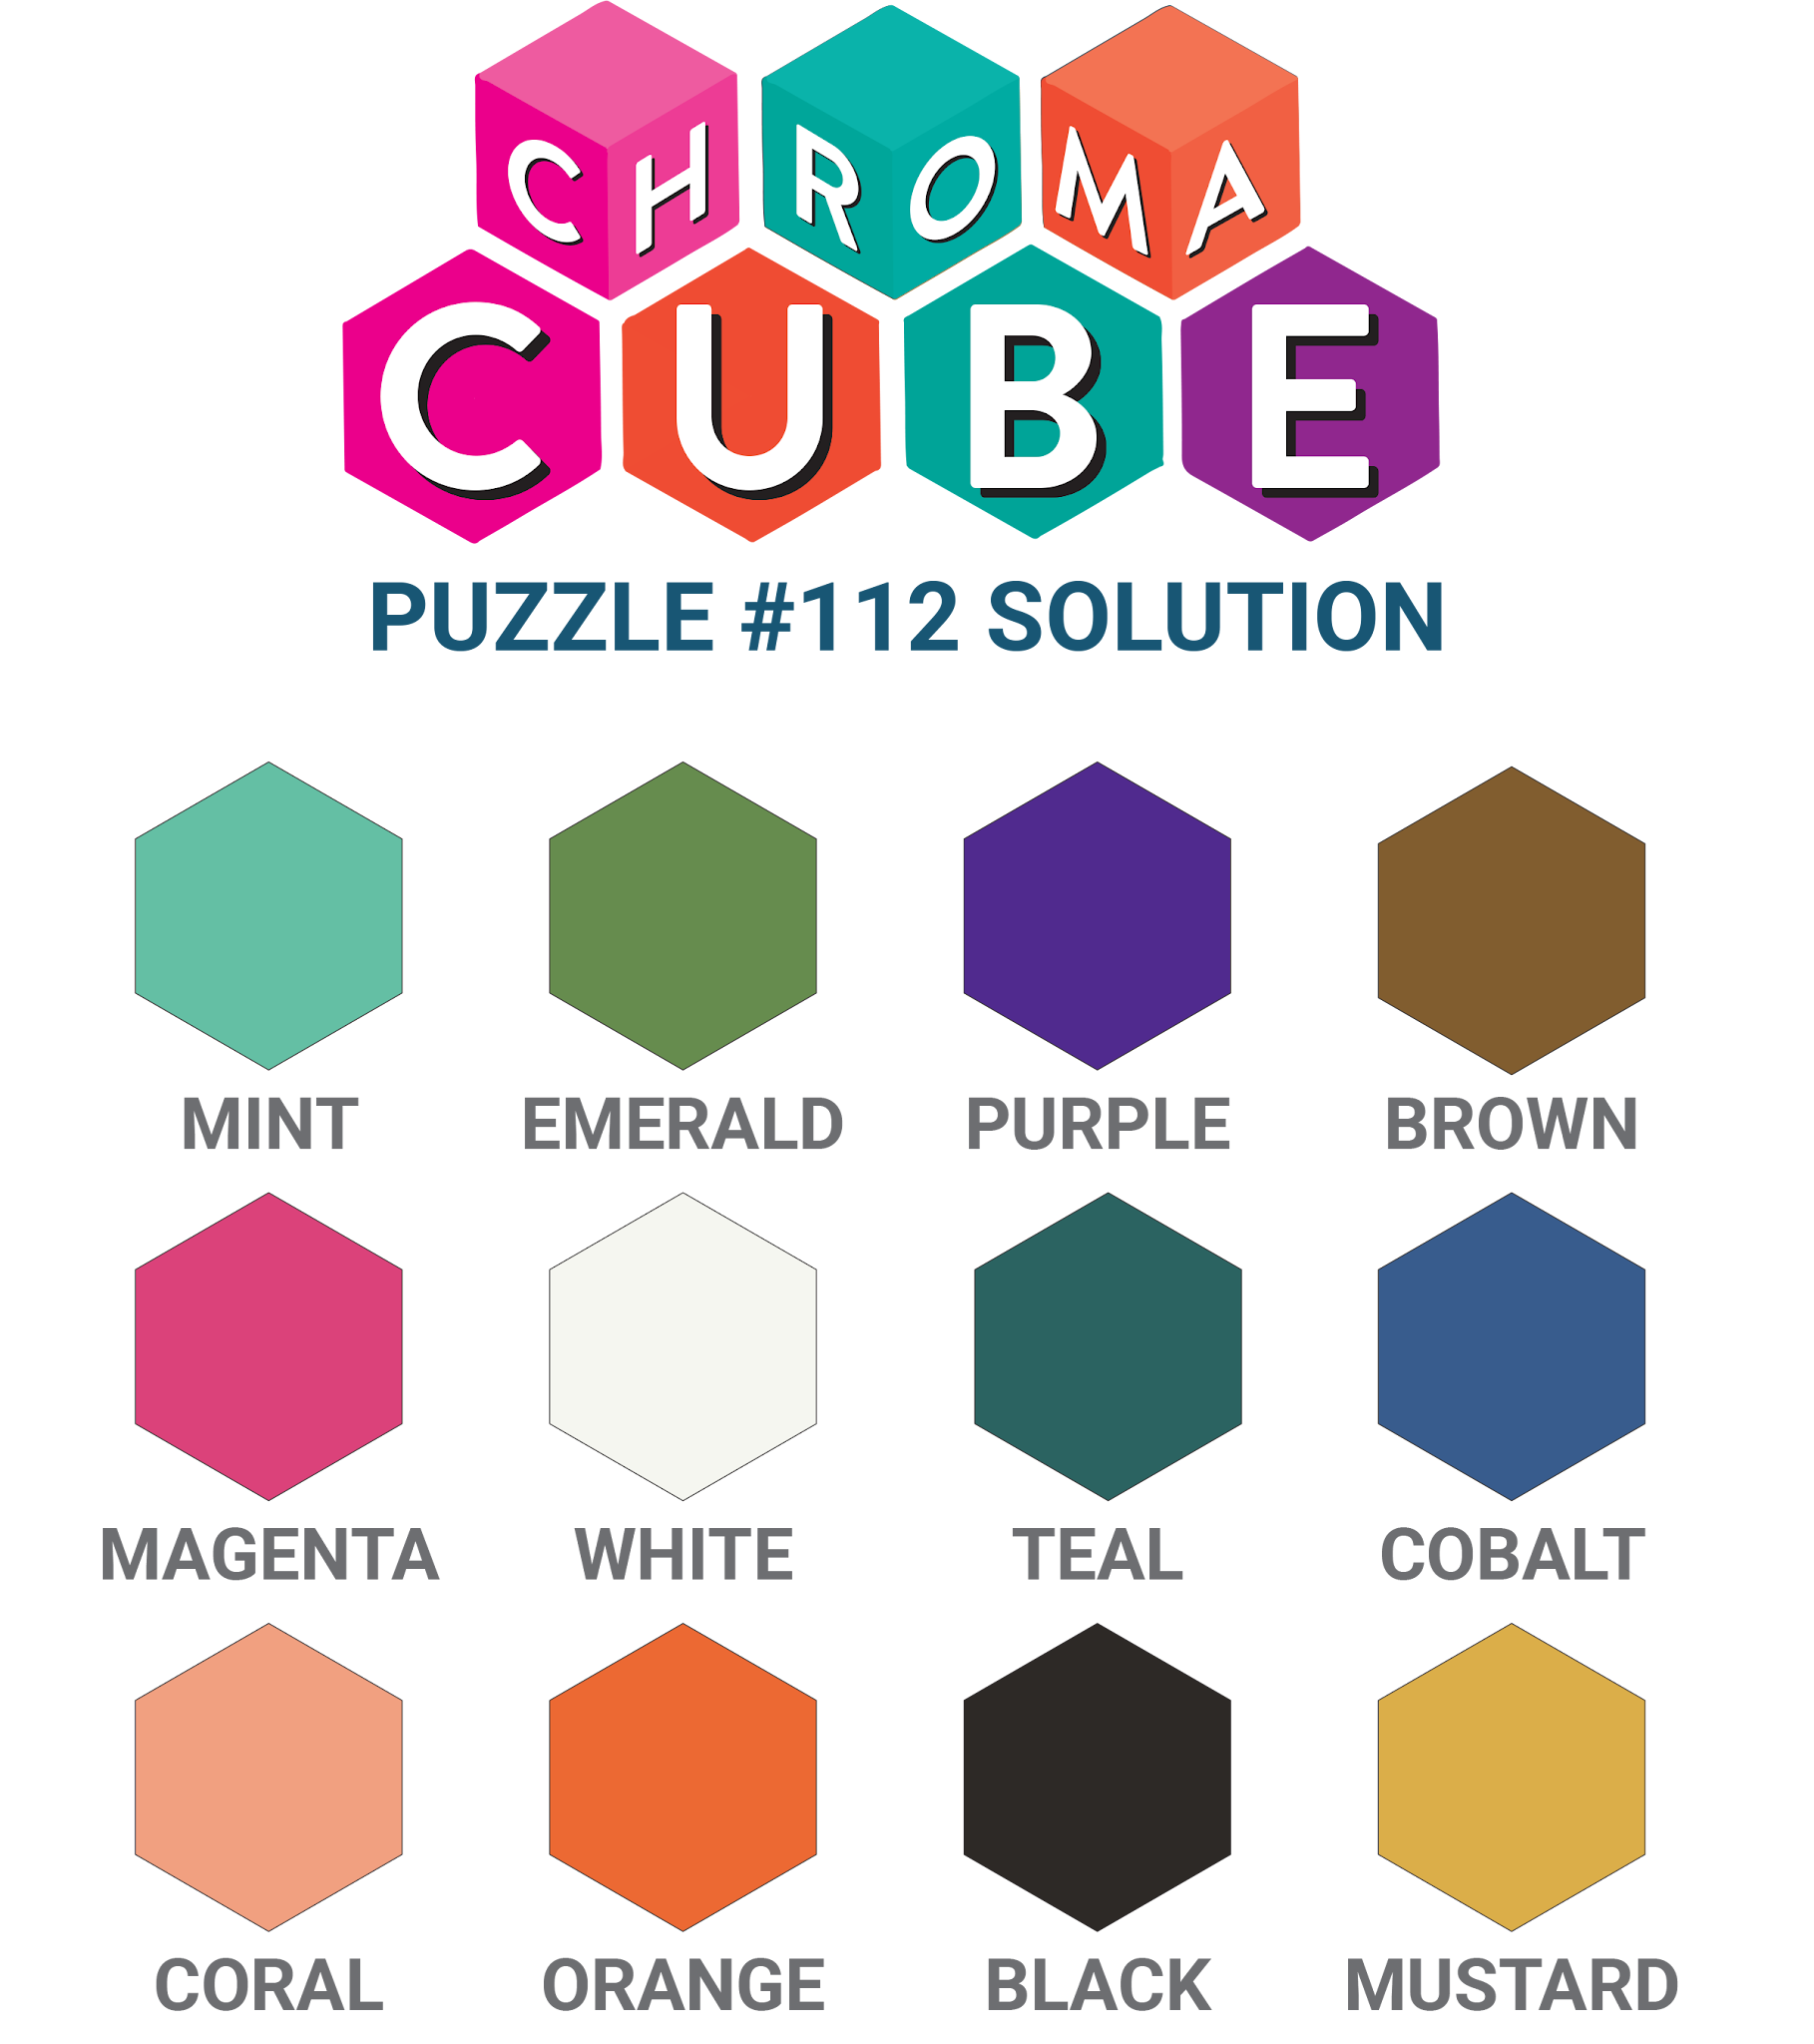 CHROMA
CUBE
PUZZLE #112 SOLUTION
MINT EMERALD PURPLE BROWN
MAGENTA WHITE TEAL COBALT
CORAL ORANGE BLACK MUSTARD